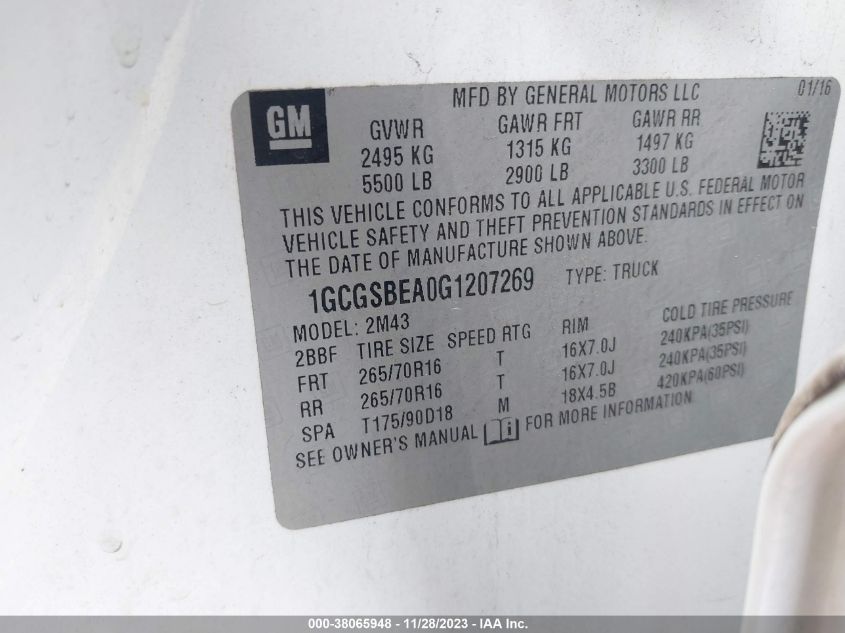 MFD BY GENERAL MOTORS LLC 01/16
GM
GVWR GAWR FRT GAWR RR
2495 KG 1315 KG 1497 KG
5500 LB 2900 LB 3300 LB
THIS VEHICLE CONFORMS TO ALL APPLICABLE U.S. FEDERAL MOTOR
VEHICLE SAFETY AND THEFT PREVENTION STANDARDS IN EFFECT ON
THE DATE OF MANUFACTURE SHOWN ABOVE.
1GCGSBEA0G1207269 TYPE: TRUCK
MODEL: 2M43
2BBF TIRE SIZE SPEED RTG RIM COLD TIRE PRESSURE
FRT 265/70R16 T 16X7.0J 240KPA(35PSI)
RR 265/70R16 T 16X7.0J 240KPA(35PSI)
SPA T175/90D18 M 18X4.5B 420KPA(60PSI)
SEE OWNER'S MANUAL i FOR MORE INFORMATION
000-38065948 - 11/28/2023 - IAA Inc.